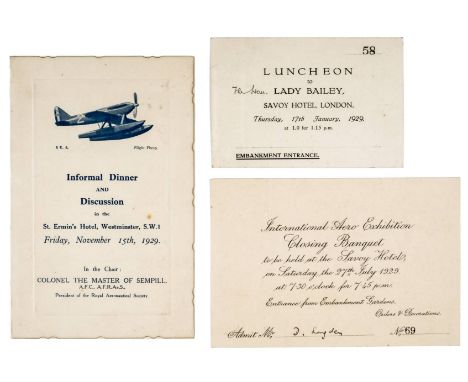 S 6. A.
Flight Photo.
Informal Dinner
AND
Discussion
in the
St. Ermin's Hotel, Westminster, S.W.1
Friday, November 15th, 1929.
In the Chair:
COLONEL THE MASTER OF SEMPILL.
A.F.C., A.F.R.Ae.S.
President of the Royal Aeronautical Society
58
LUNCHEON
TO
The Hon. LADY BAILEY,
SAVOY HOTEL, LONDON.
Thursday, 17th January, 1929.
at 1.0 for 1.15 p.m.
EMBANKMENT ENTRANCE.
International Aero Exhibition
Closing Banquet
to be held at the Savoy Hotel,
on Saturday the 27th July 1929
at 7.30 o'clock for 7.45 p.m.
Entrance from Embankment Gardens.
Orders & Decorations.
Admit Mr. No 69